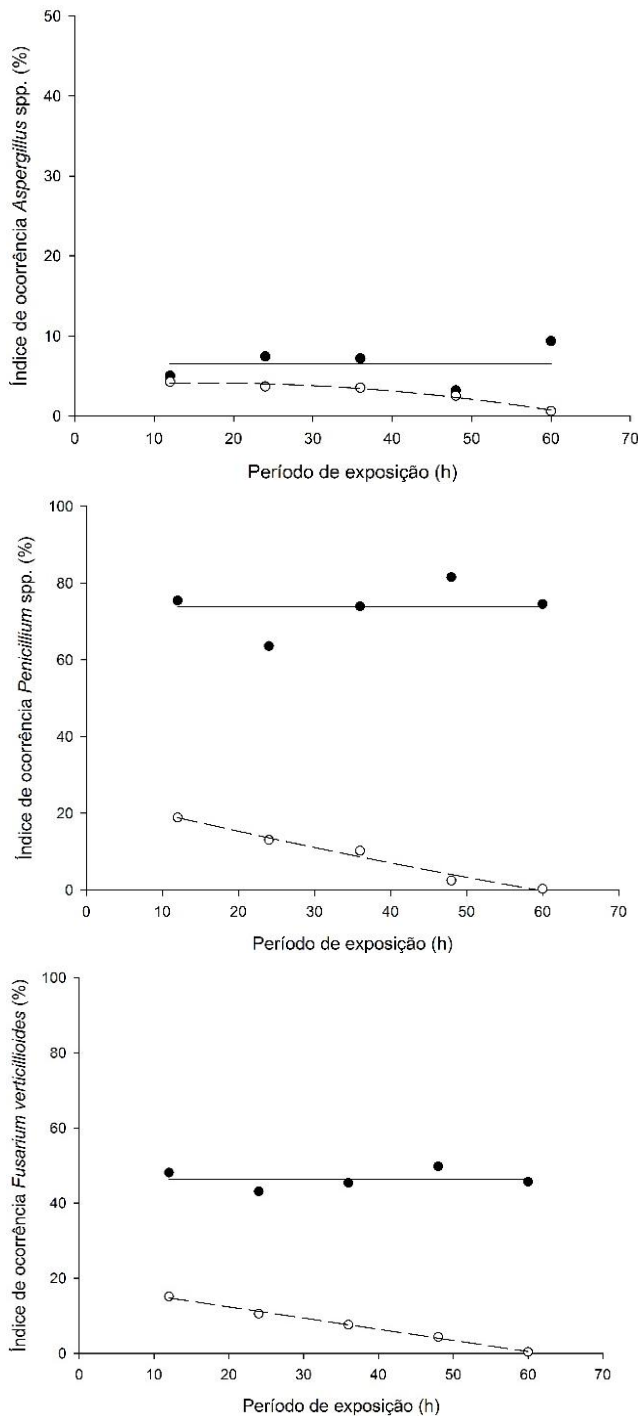 Índice de ocorrência Aspergillus spp. (%)
50
40
30
20
10
0
0 10 20 30 40 50 60 70
Período de exposição (h)
Índice de ocorrência Penicillium spp. (%)
100
80
60
40
20
0
0 10 20 30 40 50 60 70
Período de exposição (h)
Índice de ocorrência Fusarium verticillioides (%)
100
80
60
40
20
0
0 10 20 30 40 50 60 70
Período de exposição (h)